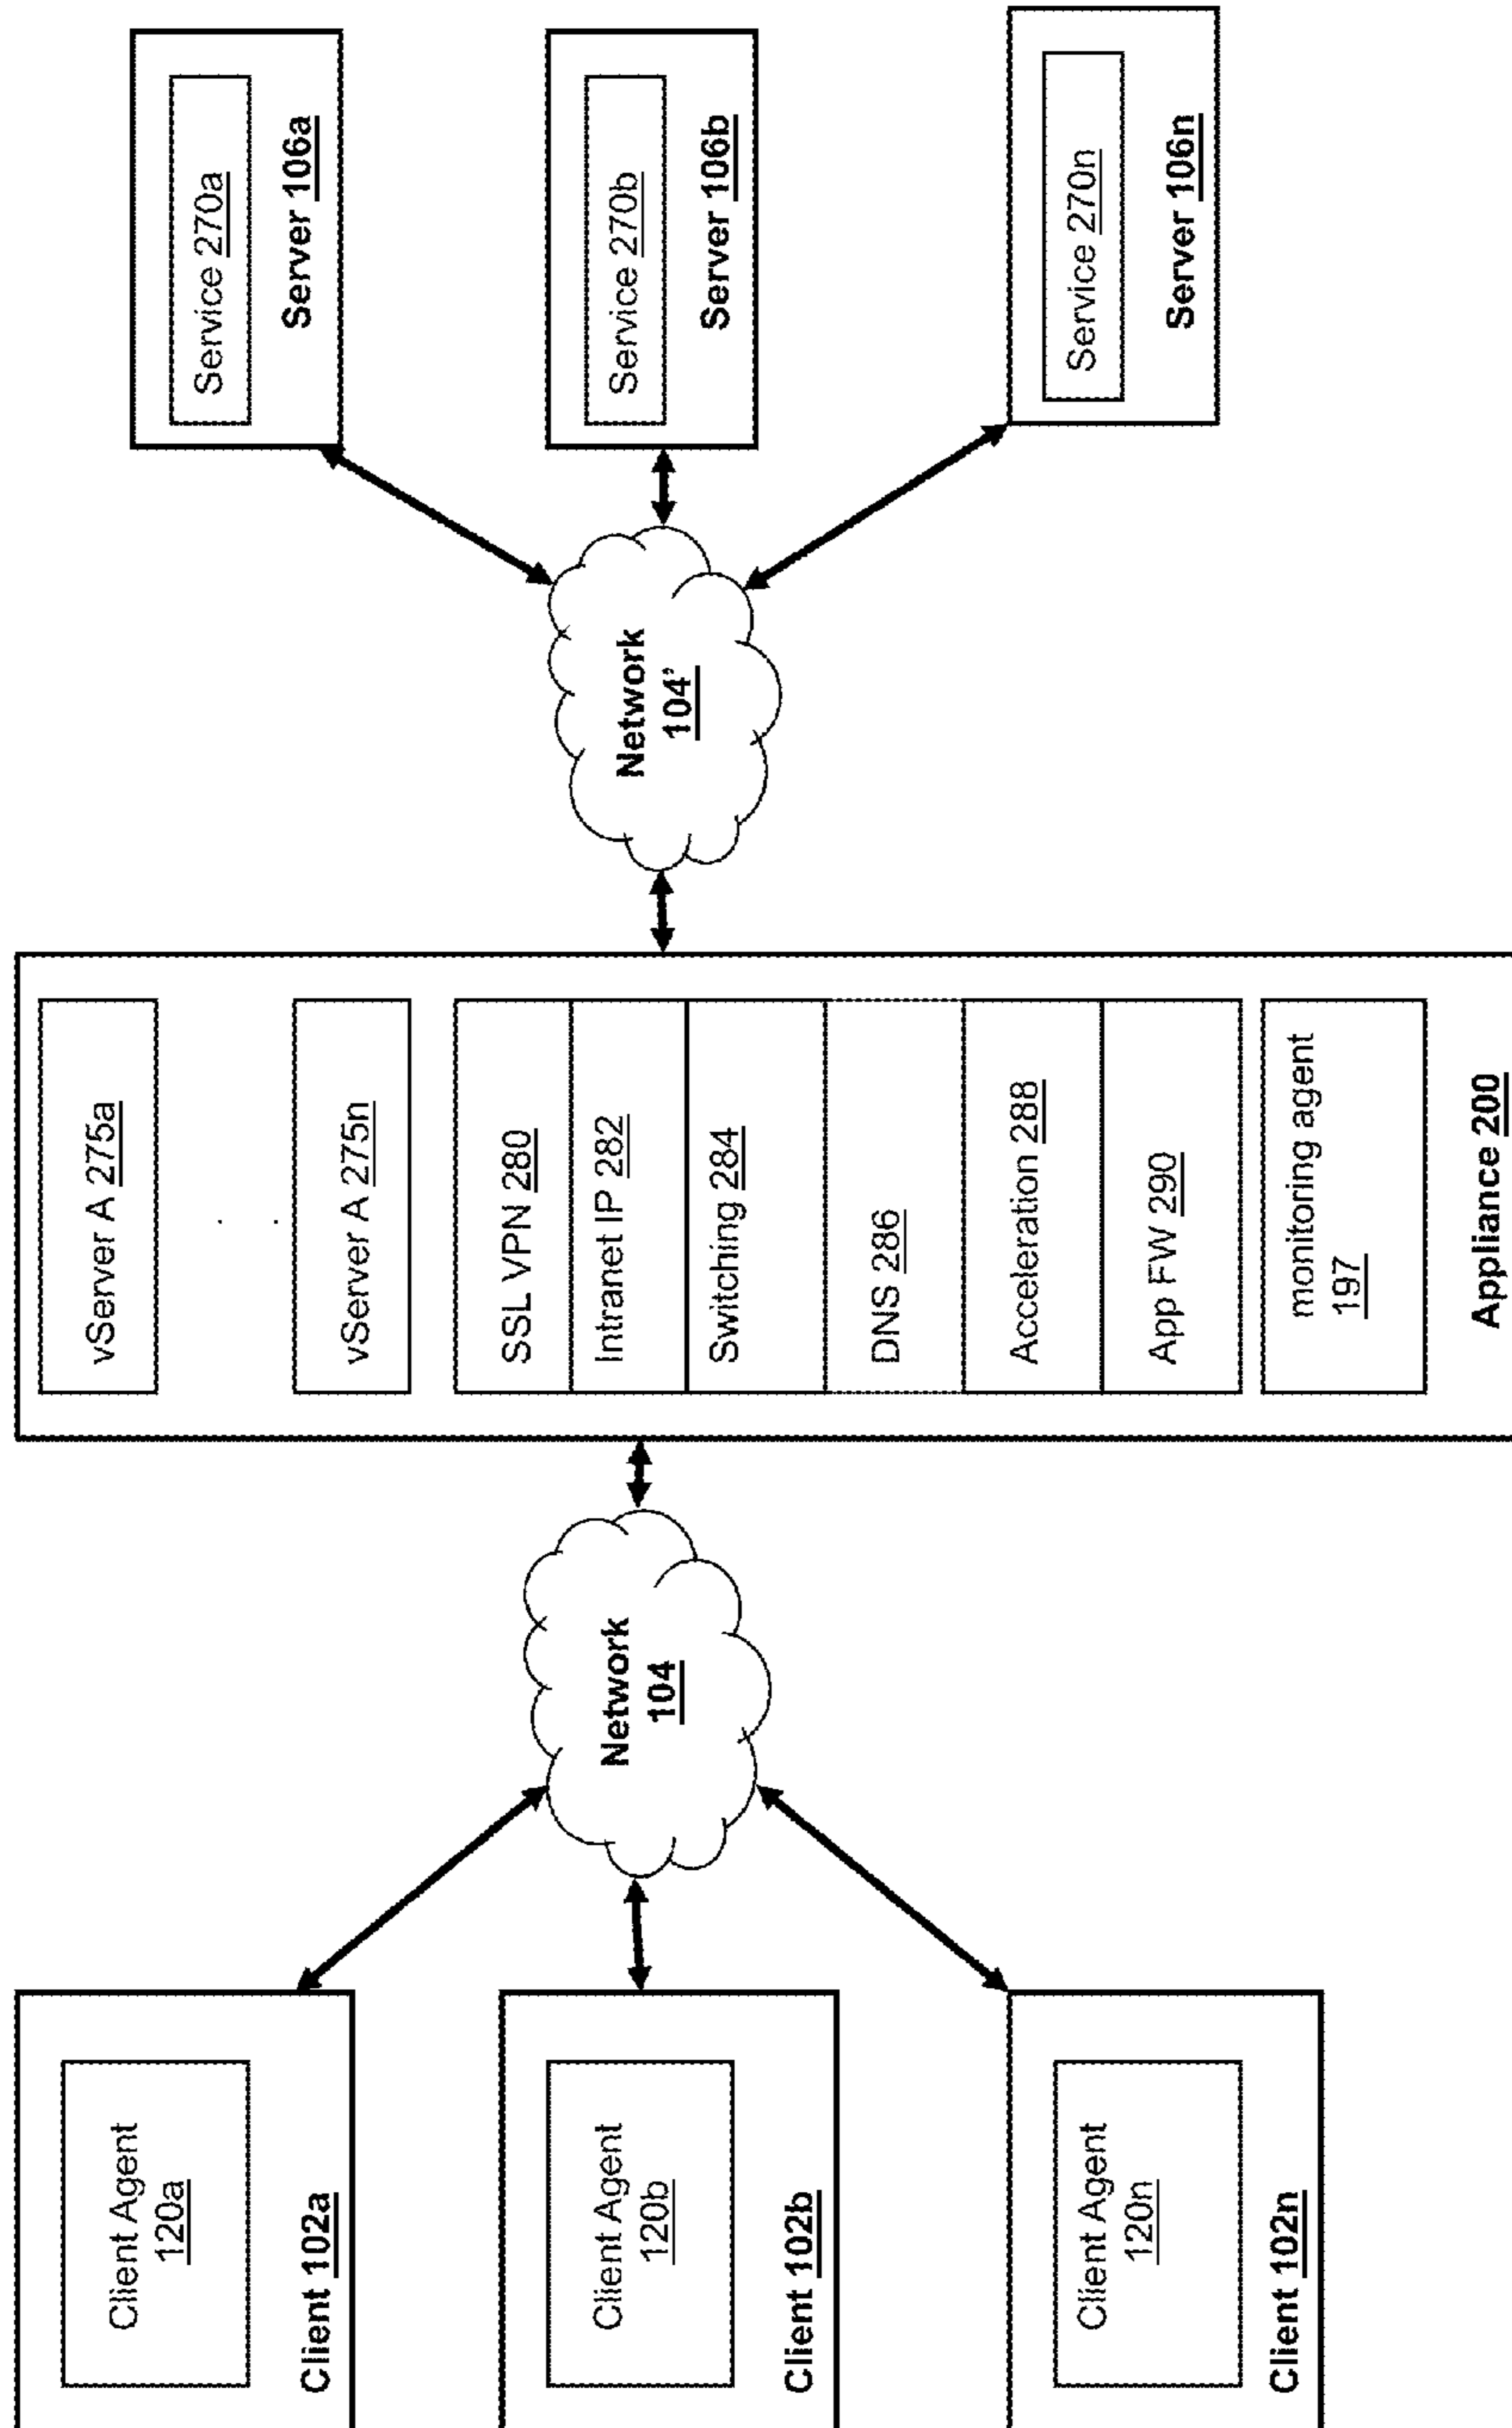 Client Agent
120a
Client 102a
Client Agent
120b
Client 102b
Client Agent
120n
Client 102n
Network
104
vServer A 275a
vServer A 275n
SSL VPN 280
Intranet IP 282
Switching 284
DNS 286
Acceleration 288
App FW 290
monitoring agent
197
Appliance 200
Network
104’
Service 270a
Server 106a
Service 270b
Server 106b
Service 270n
Server 106n